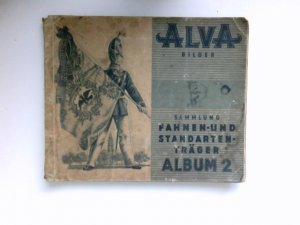 ALVA
BILDER
SAMMLUNG
FAHNEN-UND
STANDARTEN-
TRÄGER
ALBUM 2